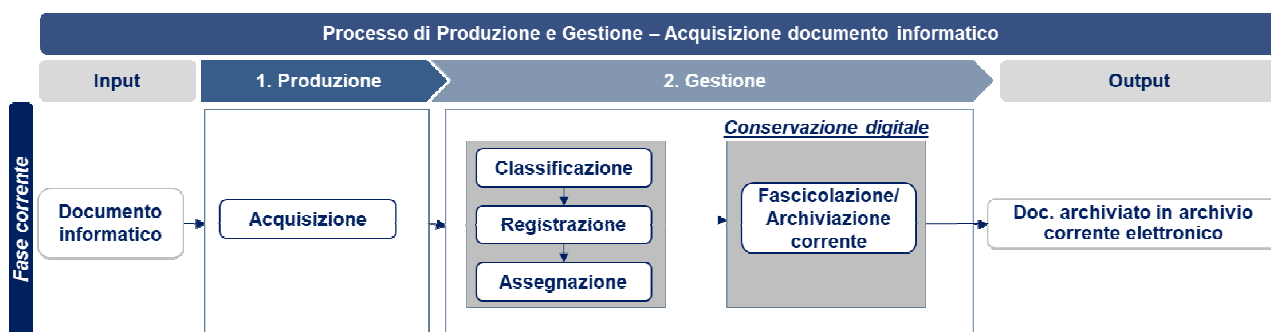 Processo di Produzione e Gestione – Acquisizione documento informatico
Input
1. Produzione
2. Gestione
Output
Fase corrente
Documento
informatico
Acquisizione
Classificazione
Registrazione
Assegnazione
Conservazione digitale
Fascicolazione/
Archiviazione
corrente
Doc. archiviato in archivio
corrente elettronico